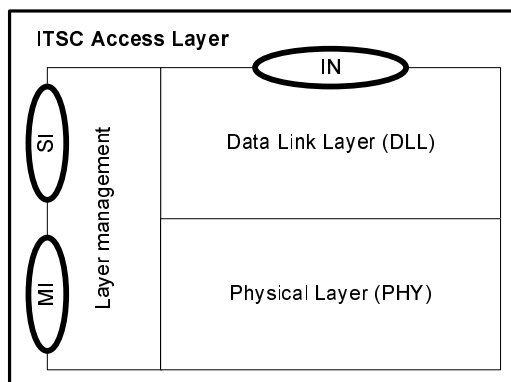 ITSC Access Layer
IN
SI
Data Link Layer (DLL)
Layer management
MI
Physical Layer (PHY)